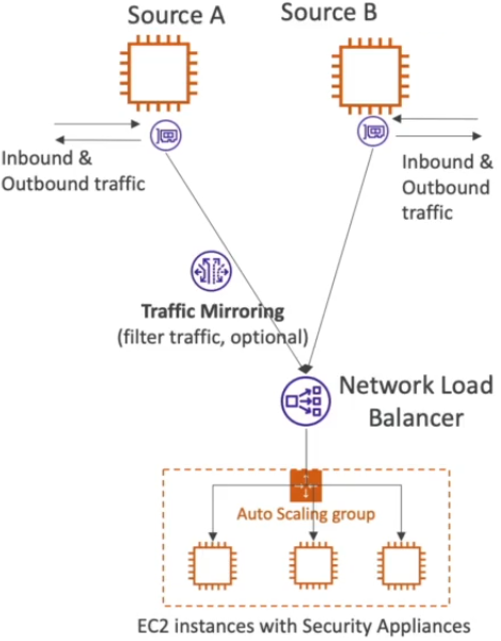 Source A
Source B
Inbound &
Outbound traffic
Inbound &
Outbound
traffic
Traffic Mirroring
(filter traffic, optional)
Network Load
Balancer
Auto Scaling group
EC2 instances with Security Appliances